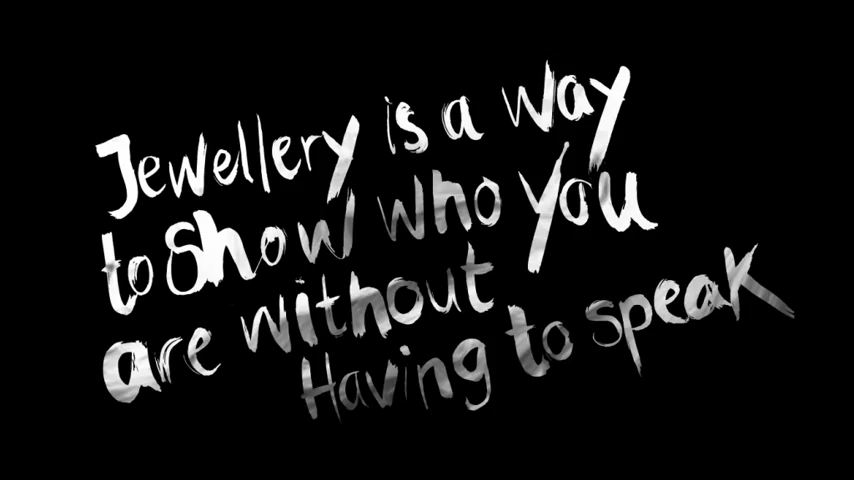 Jewellery is a way
to Show who you
are without
Having to speak